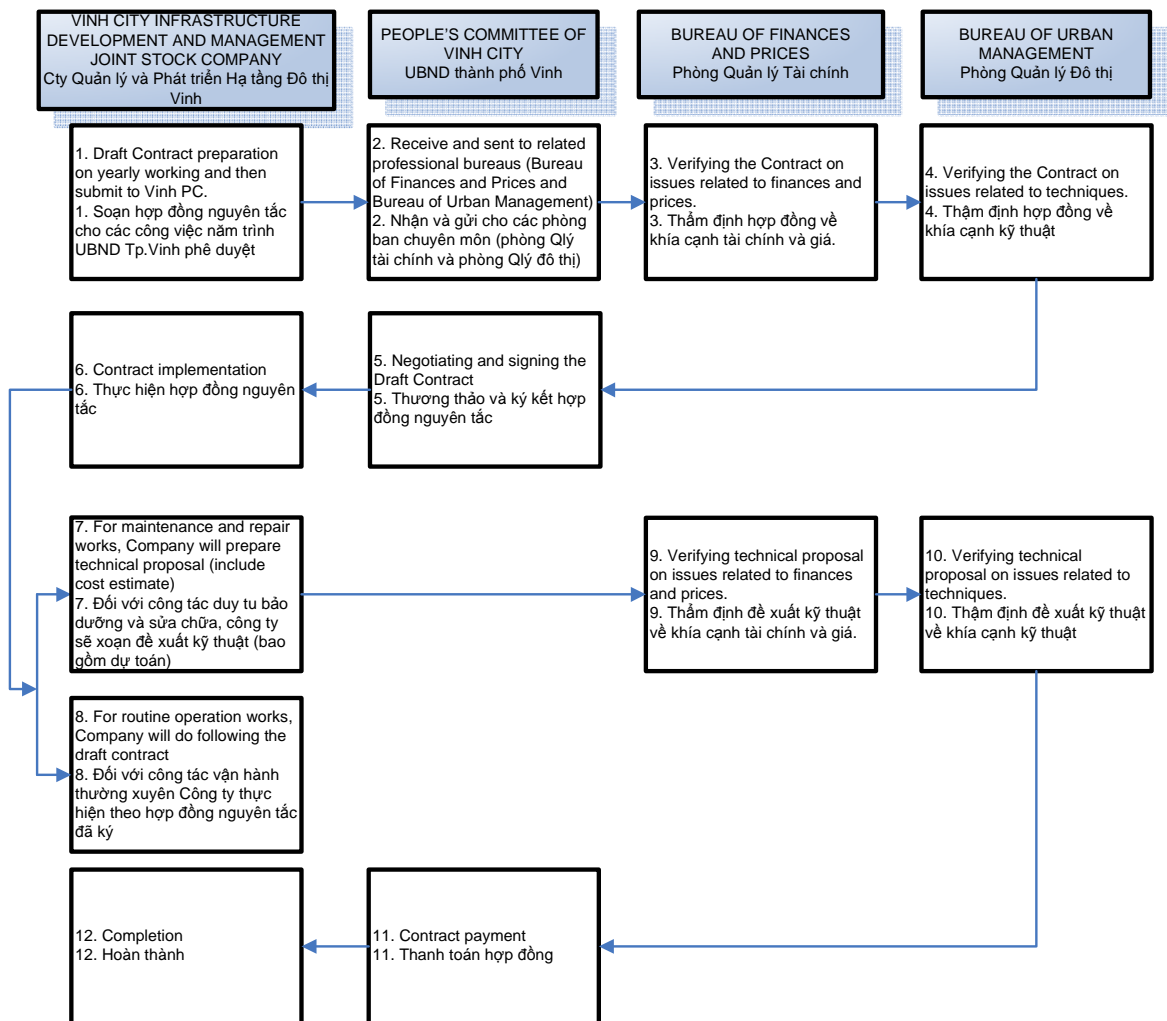 VINH CITY INFRASTRUCTURE
DEVELOPMENT AND MANAGEMENT
JOINT STOCK COMPANY
Cty Quản lý và Phát triển Hạ tầng Đô thị
Vinh
PEOPLE'S COMMITTEE OF
VINH CITY
UBND thành phố Vinh
BUREAU OF FINANCES
AND PRICES
Phòng Quản lý Tài chính
BUREAU OF URBAN
MANAGEMENT
Phòng Quản lý Đô thị
1. Draft Contract preparation
on yearly working and then
submit to Vinh PC.
1. Soạn hợp đồng nguyên tắc
cho các công việc năm trình
UBND Tp.Vinh phê duyệt
2. Receive and sent to related
professional bureaus (Bureau
of Finances and Prices and
Bureau of Urban Management)
2. Nhận và gửi cho các phòng
ban chuyên môn (phòng Qlý
tài chính và phòng Qlý đô thị)
3. Verifying the Contract on
issues related to finances and
prices.
3. Thẩm định hợp đồng về
khía cạnh tài chính và giá.
4. Verifying the Contract on
issues related to techniques.
4. Thậm định hợp đồng về
khía cạnh kỹ thuật
6. Contract implementation
6. Thực hiện hợp đồng nguyên
tắc
5. Negotiating and signing the
Draft Contract
5. Thương thảo và ký kết hợp
đồng nguyên tắc
7. For maintenance and repair
works, Company will prepare
technical proposal (include
cost estimate)
7. Đối với công tác duy tu bảo
dưỡng và sửa chữa, công ty
sẽ xoạn đề xuất kỹ thuật (bao
gồm dự toán)
9. Verifying technical proposal
on issues related to finances
and prices.
9. Thẩm định đề xuất kỹ thuật
về khía cạnh tài chính và giá.
10. Verifying technical
proposal on issues related to
techniques.
10. Thậm định đề xuất kỹ thuật
về khía cạnh kỹ thuật
8. For routine operation works,
Company will do following the
draft contract
8. Đối với công tác vận hành
thường xuyên Công ty thực
hiện theo hợp đồng nguyên tắc
đã ký
12. Completion
12. Hoàn thành
11. Contract payment
11. Thanh toán hợp đồng